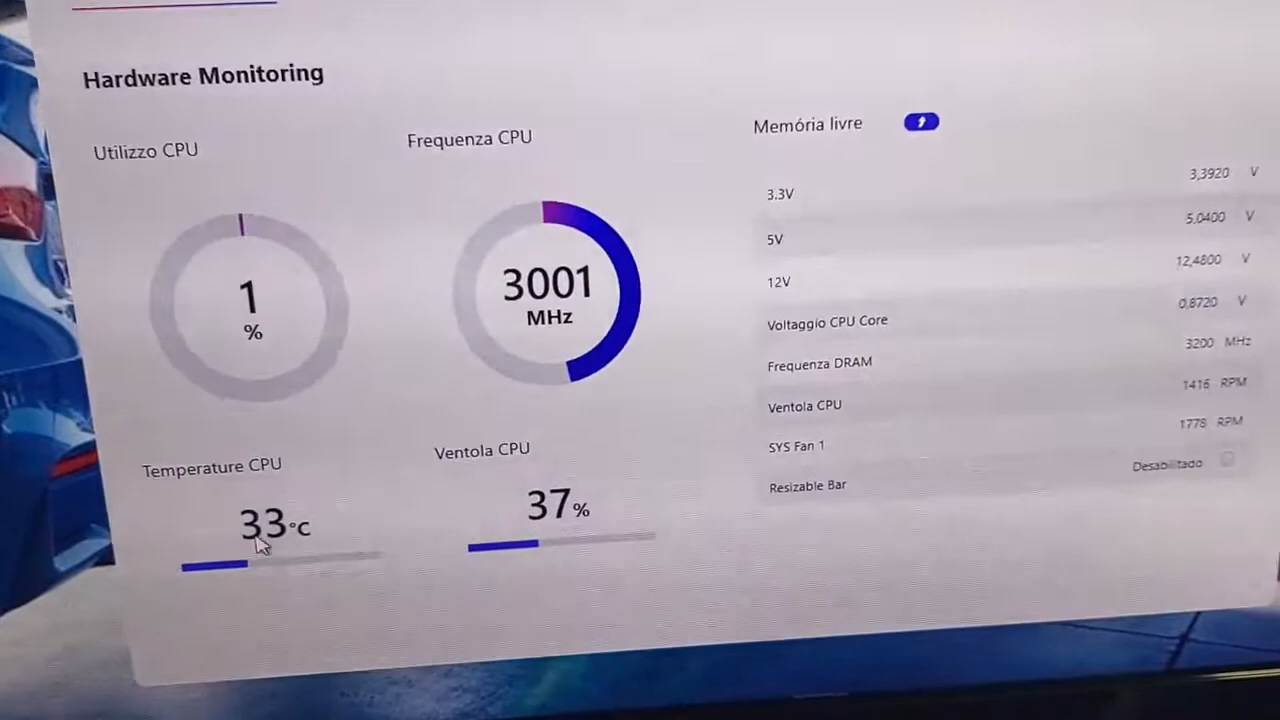 Hardware Monitoring
Utilizzo CPU
1
%
Frequenza CPU
3001
MHz
Temperature CPU
33°C
Ventola CPU
37%
Memória livre
3.3V 3,3920 V
5V 5.0400 V
12V 12,4800 V
Voltaggio CPU Core 0,8720 V
Frequenza DRAM 3200 MHz
Ventola CPU 1416 RPM
SYS Fan 1 1778 RPM
Resizable Bar Desabilitado